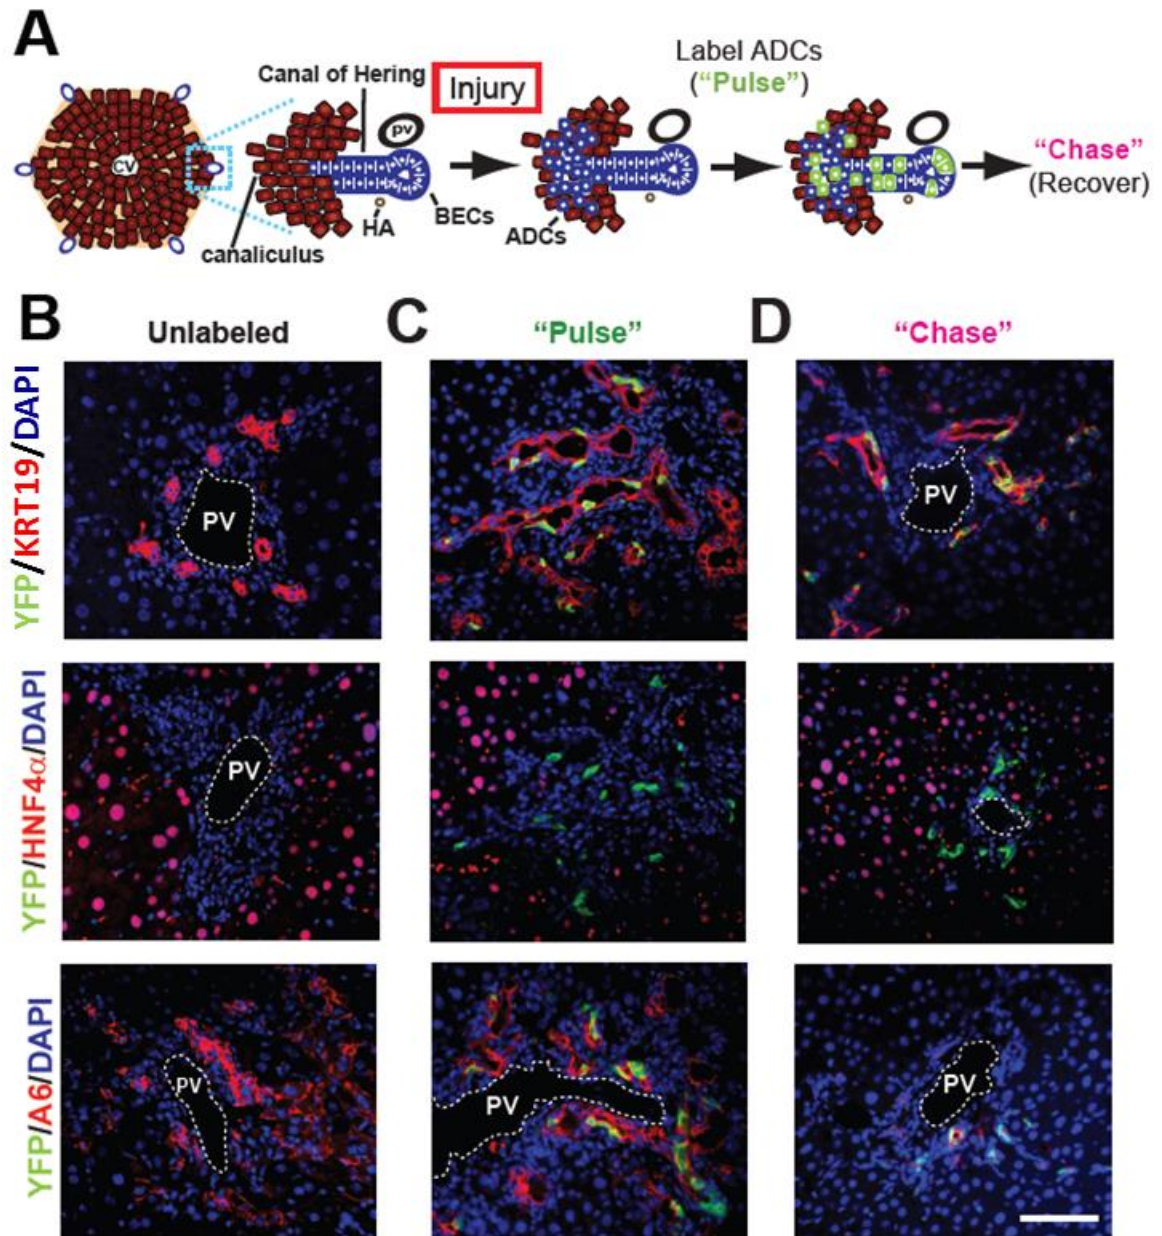 A
Canal of Hering
Injury
Label ADCs
(“Pulse”)
“Chase”
(Recover)
pv
CV
HA
BECs
ADCs
canaliculus
B
Unlabeled
C
“Pulse”
D
“Chase”
YFP/KRT19/DAPI
PV
PV
YFP/HNF4α/DAPI
PV
YFP/A6/DAPI
PV
PV
PV